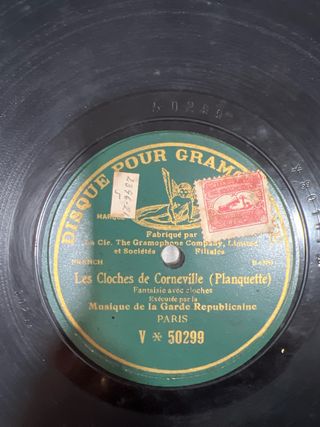 50299
DISQUE POUR GRAM
MARQ
Fabriqué par
La Cie. The Gramophone Company, Limited
et Sociétés Filiales
FRENCH BAND
Les Cloches de Corneville (Planquette)
Fantaisie avec cloches
Exécutée par la
Musique de la Garde Republicaine
PARIS
V 50299